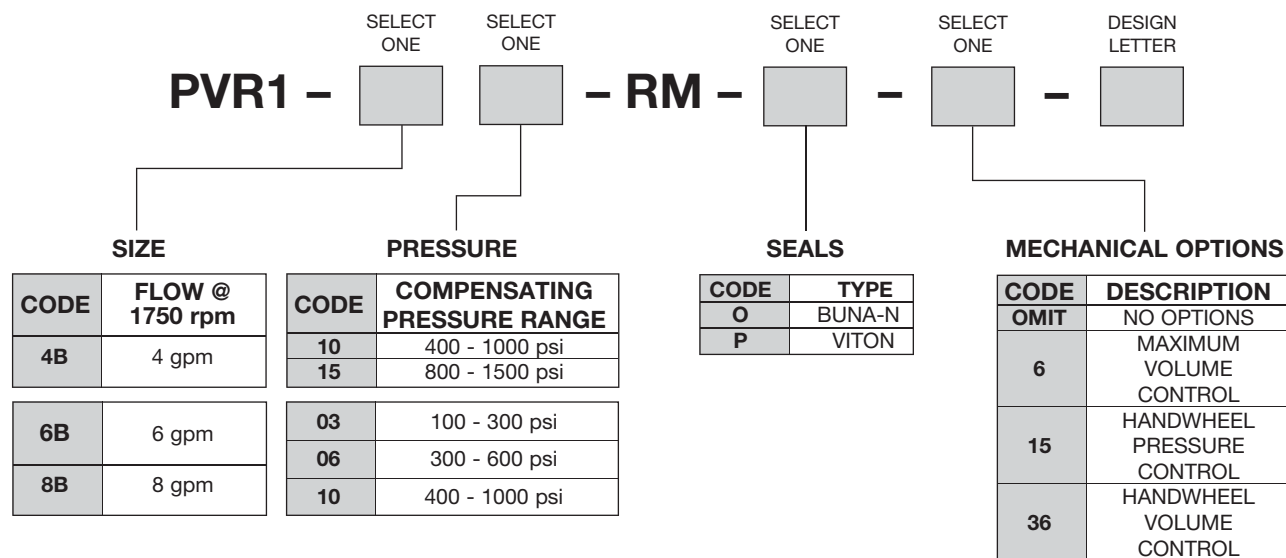 SELECT ONE
SELECT ONE
SELECT ONE
SELECT ONE
DESIGN LETTER
PVR1 – – RM – – –
SIZE
CODE FLOW @ 1750 rpm
4B 4 gpm
6B 6 gpm
8B 8 gpm
PRESSURE
CODE COMPENSATING PRESSURE RANGE
10 400 - 1000 psi
15 800 - 1500 psi
03 100 - 300 psi
06 300 - 600 psi
10 400 - 1000 psi
SEALS
CODE TYPE
O BUNA-N
P VITON
MECHANICAL OPTIONS
CODE DESCRIPTION
OMIT NO OPTIONS
6 MAXIMUM VOLUME CONTROL
15 HANDWHEEL PRESSURE CONTROL
36 HANDWHEEL VOLUME CONTROL